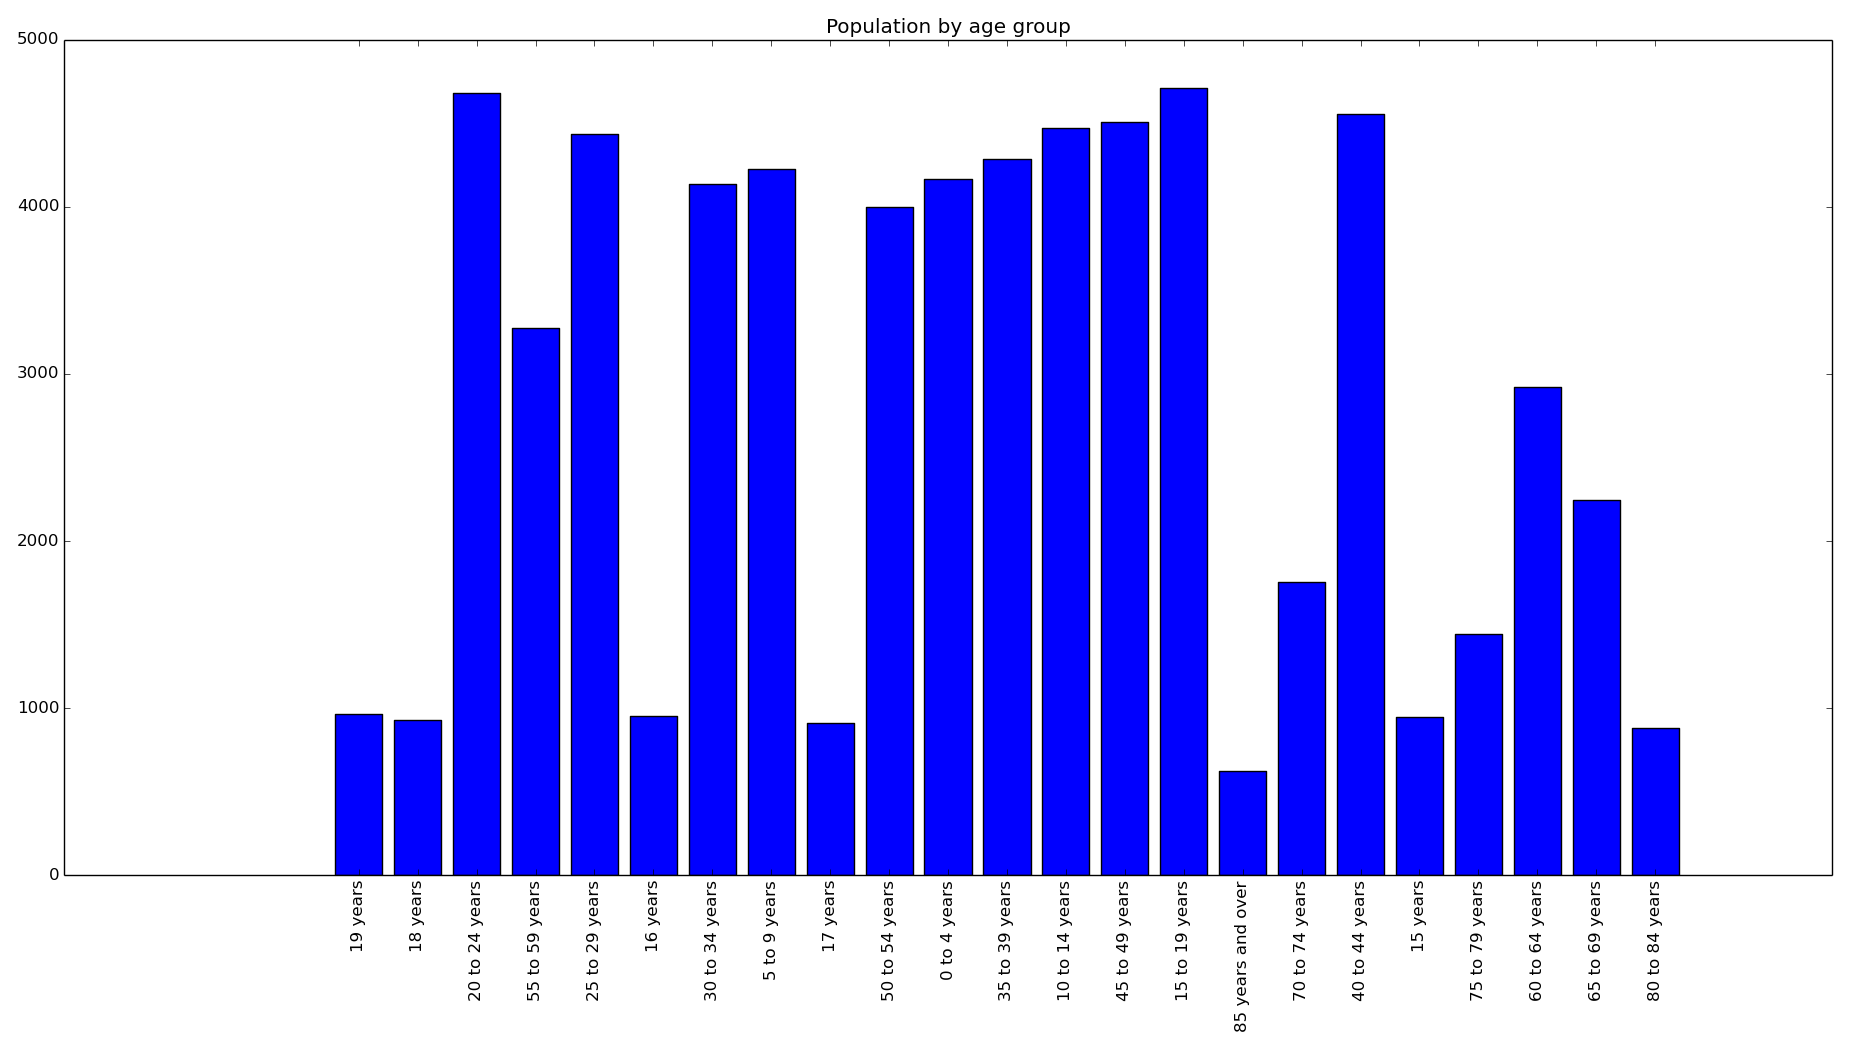 Population by age group
5000
4000
3000
2000
1000
0
19 years
18 years
20 to 24 years
55 to 59 years
25 to 29 years
16 years
30 to 34 years
5 to 9 years
17 years
50 to 54 years
0 to 4 years
35 to 39 years
10 to 14 years
45 to 49 years
15 to 19 years
85 years and over
70 to 74 years
40 to 44 years
15 years
75 to 79 years
60 to 64 years
65 to 69 years
80 to 84 years